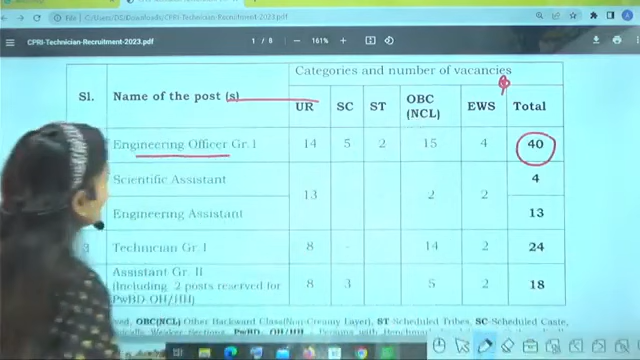 File | C:/Users/DS/Downloads/CPRI-Technician-Recruitment-2023.pdf
CPRI-Technician-Recruitment-2023.pdf 1 / 8 — 161% +
Sl. Name of the post (s) Categories and number of vacancies
UR SC ST OBC (NCL) EWS Total
Engineering Officer Gr.I 14 5 2 15 4 40
Scientific Assistant 13 2 2 4
Engineering Assistant 13
3 Technician Gr.I 8 - 14 2 24
Assistant Gr. II
(Including 2 posts reserved for 8 3 5 2 18
PwBD-OH/HH)
OBC(NCL) Other Backward Class(Non-Creamy Layer), ST Scheduled Tribes, SC-Scheduled Caste,